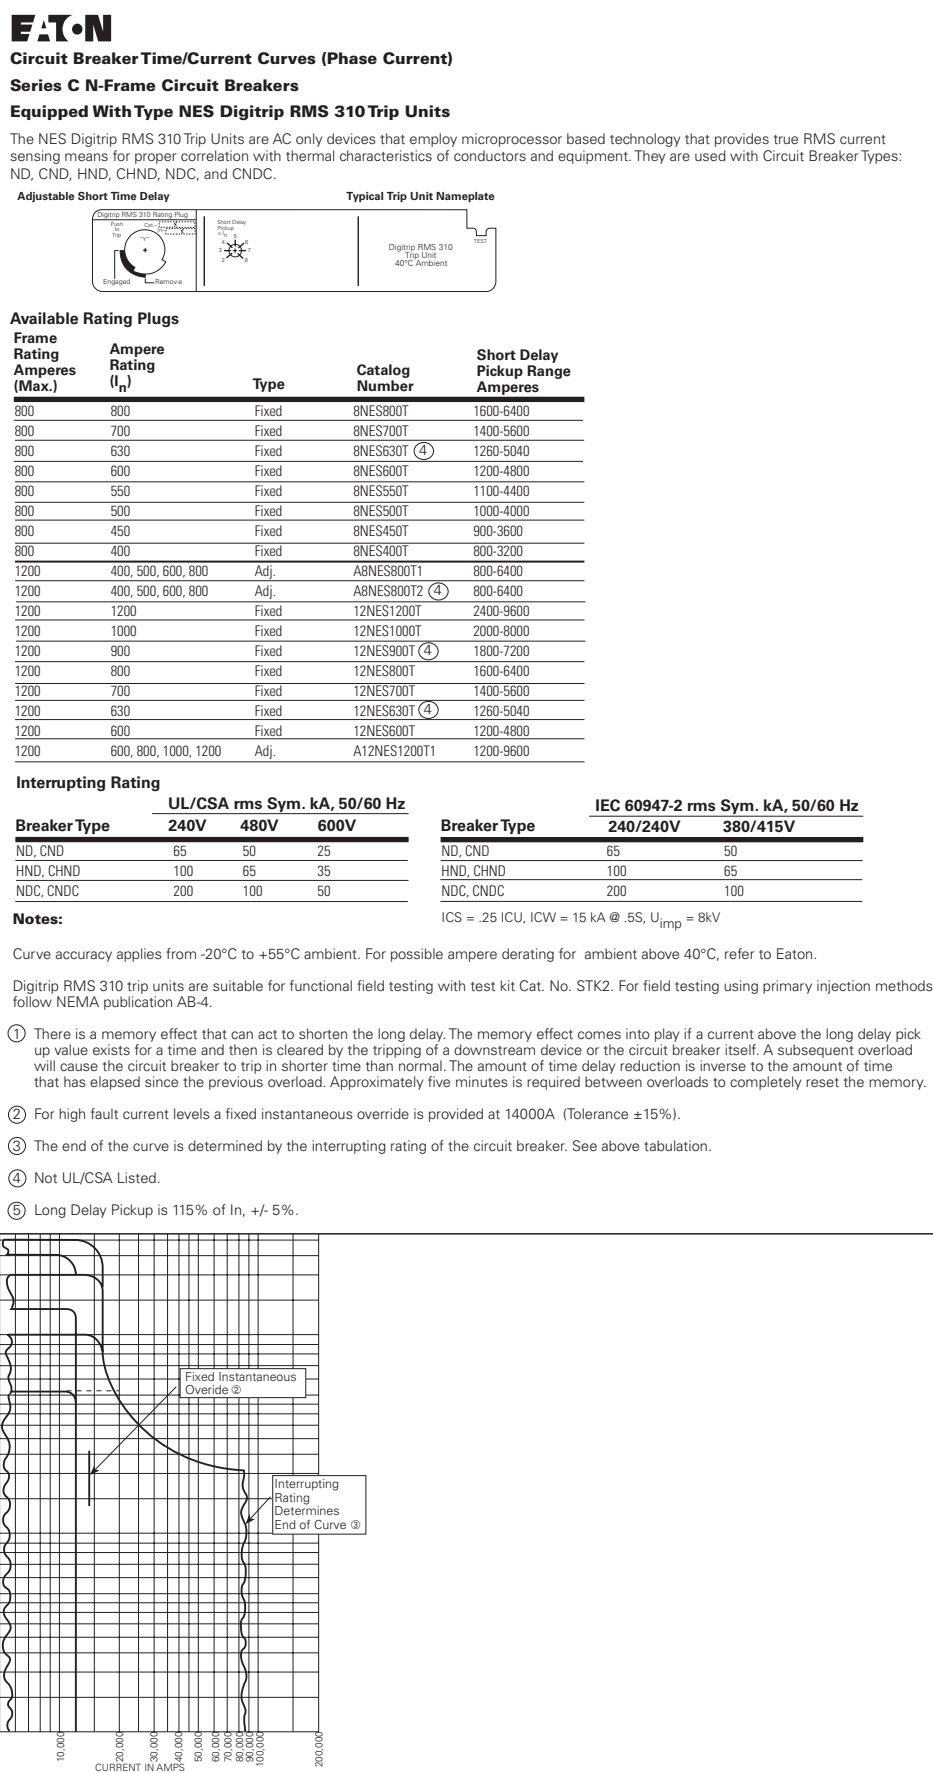 EATON
Circuit Breaker Time/Current Curves (Phase Current)
Series C N-Frame Circuit Breakers
Equipped With Type NES Digitrip RMS 310 Trip Units
The NES Digitrip RMS 310 Trip Units are AC only devices that employ microprocessor based technology that provides true RMS current
sensing means for proper correlation with thermal characteristics of conductors and equipment. They are used with Circuit Breaker Types:
ND, CND, HND, CHND, NDC, and CNDC.
Adjustable Short Time Delay Typical Trip Unit Nameplate
Digitrip RMS 310 Rating Plug
Push
to
Trip
Cat.
"Y"
Engaged
Remove
Short Delay
Pickup
x In
2 3 4 5 6 7 8
Digitrip RMS 310
Trip Unit
40°C Ambient
TEST
Available Rating Plugs
Frame
Rating
Amperes
(Max.)
Ampere
Rating
(In)
Type
Catalog
Number
Short Delay
Pickup Range
Amperes
800 800 Fixed 8NES800T 1600-6400
800 700 Fixed 8NES700T 1400-5600
800 630 Fixed 8NES630T ④ 1260-5040
800 600 Fixed 8NES600T 1200-4800
800 550 Fixed 8NES550T 1100-4400
800 500 Fixed 8NES500T 1000-4000
800 450 Fixed 8NES450T 900-3600
800 400 Fixed 8NES400T 800-3200
1200 400, 500, 600, 800 Adj. A8NES800T1 800-6400
1200 400, 500, 600, 800 Adj. A8NES800T2 ④ 800-6400
1200 1200 Fixed 12NES1200T 2400-9600
1200 1000 Fixed 12NES1000T 2000-8000
1200 900 Fixed 12NES900T ④ 1800-7200
1200 800 Fixed 12NES800T 1600-6400
1200 700 Fixed 12NES700T 1400-5600
1200 630 Fixed 12NES630T ④ 1260-5040
1200 600 Fixed 12NES600T 1200-4800
1200 600, 800, 1000, 1200 Adj. A12NES1200T1 1200-9600
Interrupting Rating
UL/CSA rms Sym. kA, 50/60 Hz
Breaker Type 240V 480V 600V
ND, CND 65 50 25
HND, CHND 100 65 35
NDC, CNDC 200 100 50
IEC 60947-2 rms Sym. kA, 50/60 Hz
Breaker Type 240/240V 380/415V
ND, CND 65 50
HND, CHND 100 65
NDC, CNDC 200 100
ICS = .25 ICU, ICW = 15 kA @ .5S, Uimp = 8kV
Notes:
Curve accuracy applies from -20°C to +55°C ambient. For possible ampere derating for ambient above 40°C, refer to Eaton.
Digitrip RMS 310 trip units are suitable for functional field testing with test kit Cat. No. STK2. For field testing using primary injection methods
follow NEMA publication AB-4.
① There is a memory effect that can act to shorten the long delay. The memory effect comes into play if a current above the long delay pick
up value exists for a time and then is cleared by the tripping of a downstream device or the circuit breaker itself. A subsequent overload
will cause the circuit breaker to trip in shorter time than normal. The amount of time delay reduction is inverse to the amount of time
that has elapsed since the previous overload. Approximately five minutes is required between overloads to completely reset the memory.
② For high fault current levels a fixed instantaneous override is provided at 14000A (Tolerance ±15%).
③ The end of the curve is determined by the interrupting rating of the circuit breaker. See above tabulation.
④ Not UL/CSA Listed.
⑤ Long Delay Pickup is 115% of In, +/- 5%.
Fixed Instantaneous
Overide ②
Interrupting
Rating
Determines
End of Curve ③
10,000 20,000 30,000 40,000 50,000 60,000 70,000 80,000 90,000 100,000 200,000
CURRENT IN AMPS